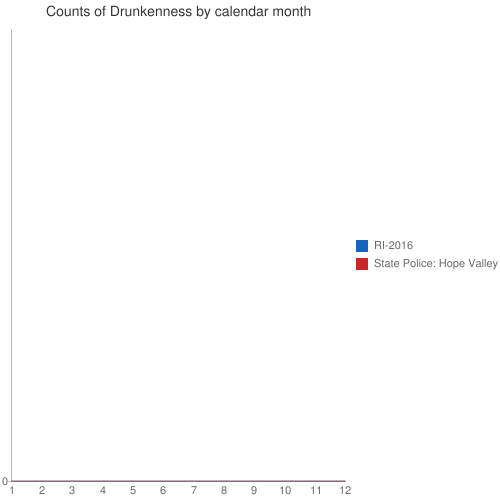 Counts of Drunkenness by calendar month
RI-2016
State Police: Hope Valley
0
1 2 3 4 5 6 7 8 9 10 11 12